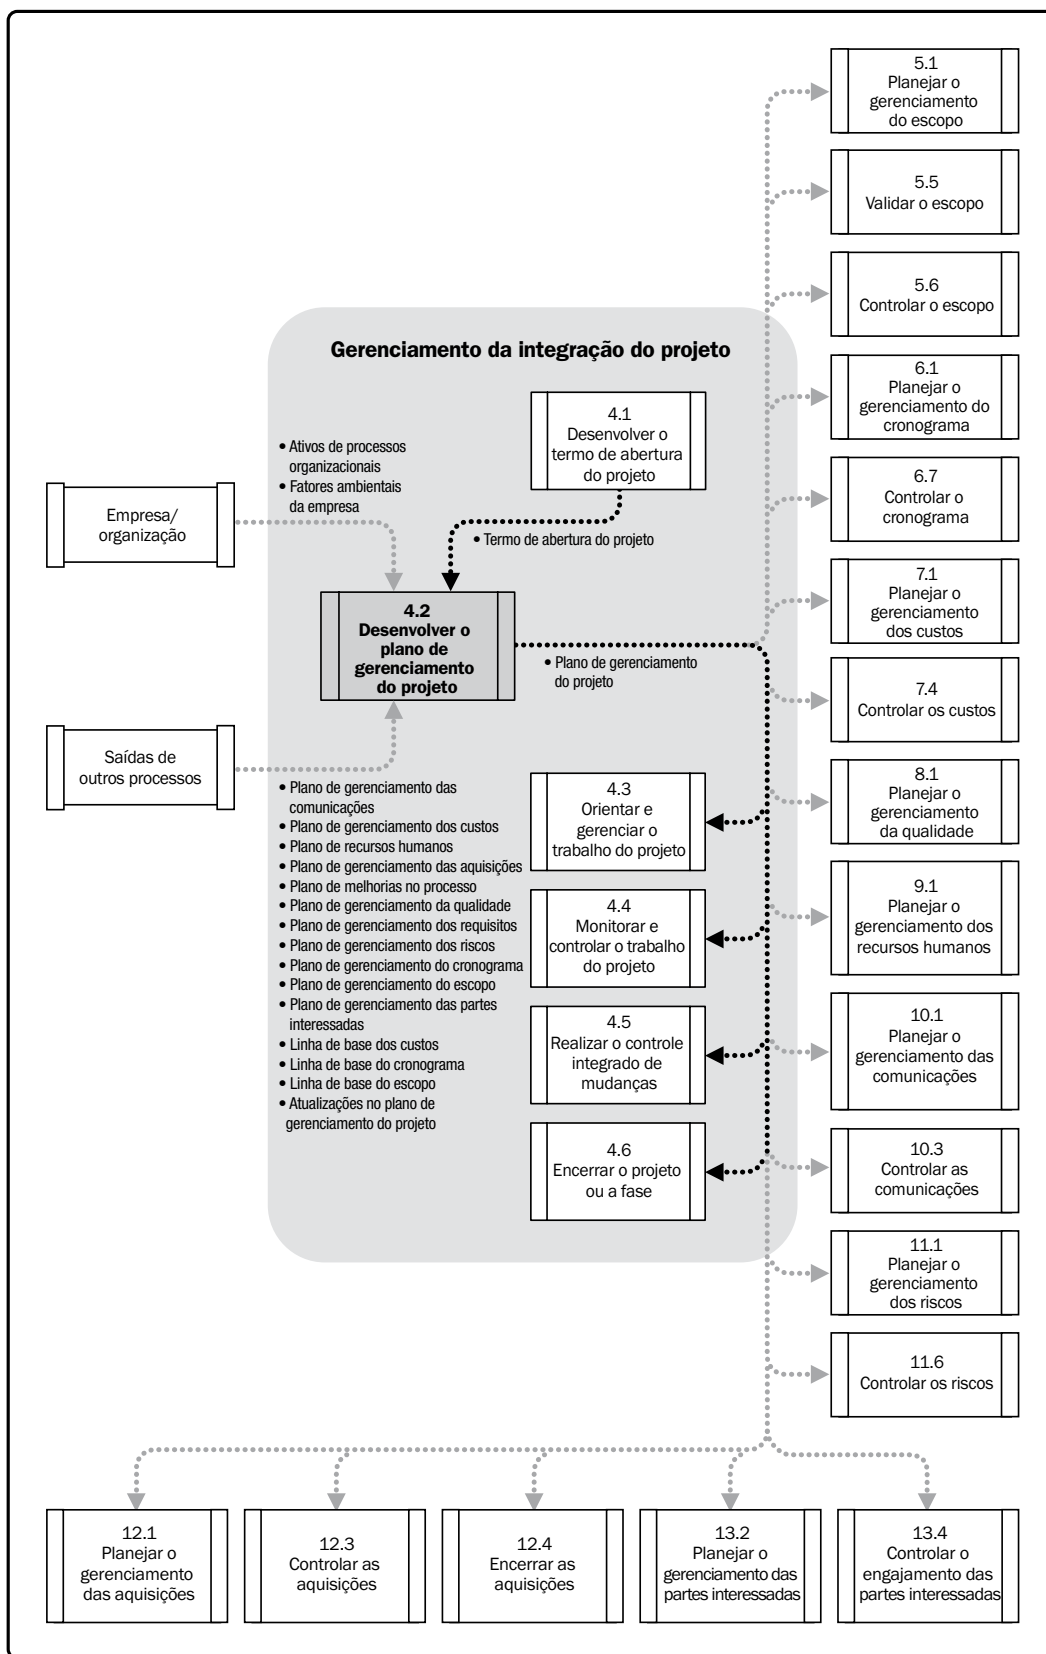 Gerenciamento da integração do projeto
4.1
Desenvolver o
termo de abertura
do projeto
• Ativos de processos
organizacionais
• Fatores ambientais
da empresa
Empresa/
organização
• Termo de abertura do projeto
4.2
Desenvolver o
plano de
gerenciamento
do projeto
• Plano de gerenciamento
do projeto
Saídas de
outros processos
• Plano de gerenciamento das
comunicações
• Plano de gerenciamento dos custos
• Plano de recursos humanos
• Plano de gerenciamento das aquisições
• Plano de melhorias no processo
• Plano de gerenciamento da qualidade
• Plano de gerenciamento dos requisitos
• Plano de gerenciamento dos riscos
• Plano de gerenciamento do cronograma
• Plano de gerenciamento do escopo
• Plano de gerenciamento das partes
interessadas
• Linha de base dos custos
• Linha de base do cronograma
• Linha de base do escopo
• Atualizações no plano de
gerenciamento do projeto
4.3
Orientar e
gerenciar o
trabalho do projeto
4.4
Monitorar e
controlar o trabalho
do projeto
4.5
Realizar o controle
integrado de
mudanças
4.6
Encerrar o projeto
ou a fase
5.1
Planejar o
gerenciamento
do escopo
5.5
Validar o escopo
5.6
Controlar o escopo
6.1
Planejar o
gerenciamento do
cronograma
6.7
Controlar o
cronograma
7.1
Planejar o
gerenciamento
dos custos
7.4
Controlar os custos
8.1
Planejar o
gerenciamento
da qualidade
9.1
Planejar o
gerenciamento dos
recursos humanos
10.1
Planejar o
gerenciamento das
comunicações
10.3
Controlar as
comunicações
11.1
Planejar o
gerenciamento
dos riscos
11.6
Controlar os riscos
12.1
Planejar o
gerenciamento
das aquisições
12.3
Controlar as
aquisições
12.4
Encerrar as
aquisições
13.2
Planejar o
gerenciamento das
partes interessadas
13.4
Controlar o
engajamento das
partes interessadas